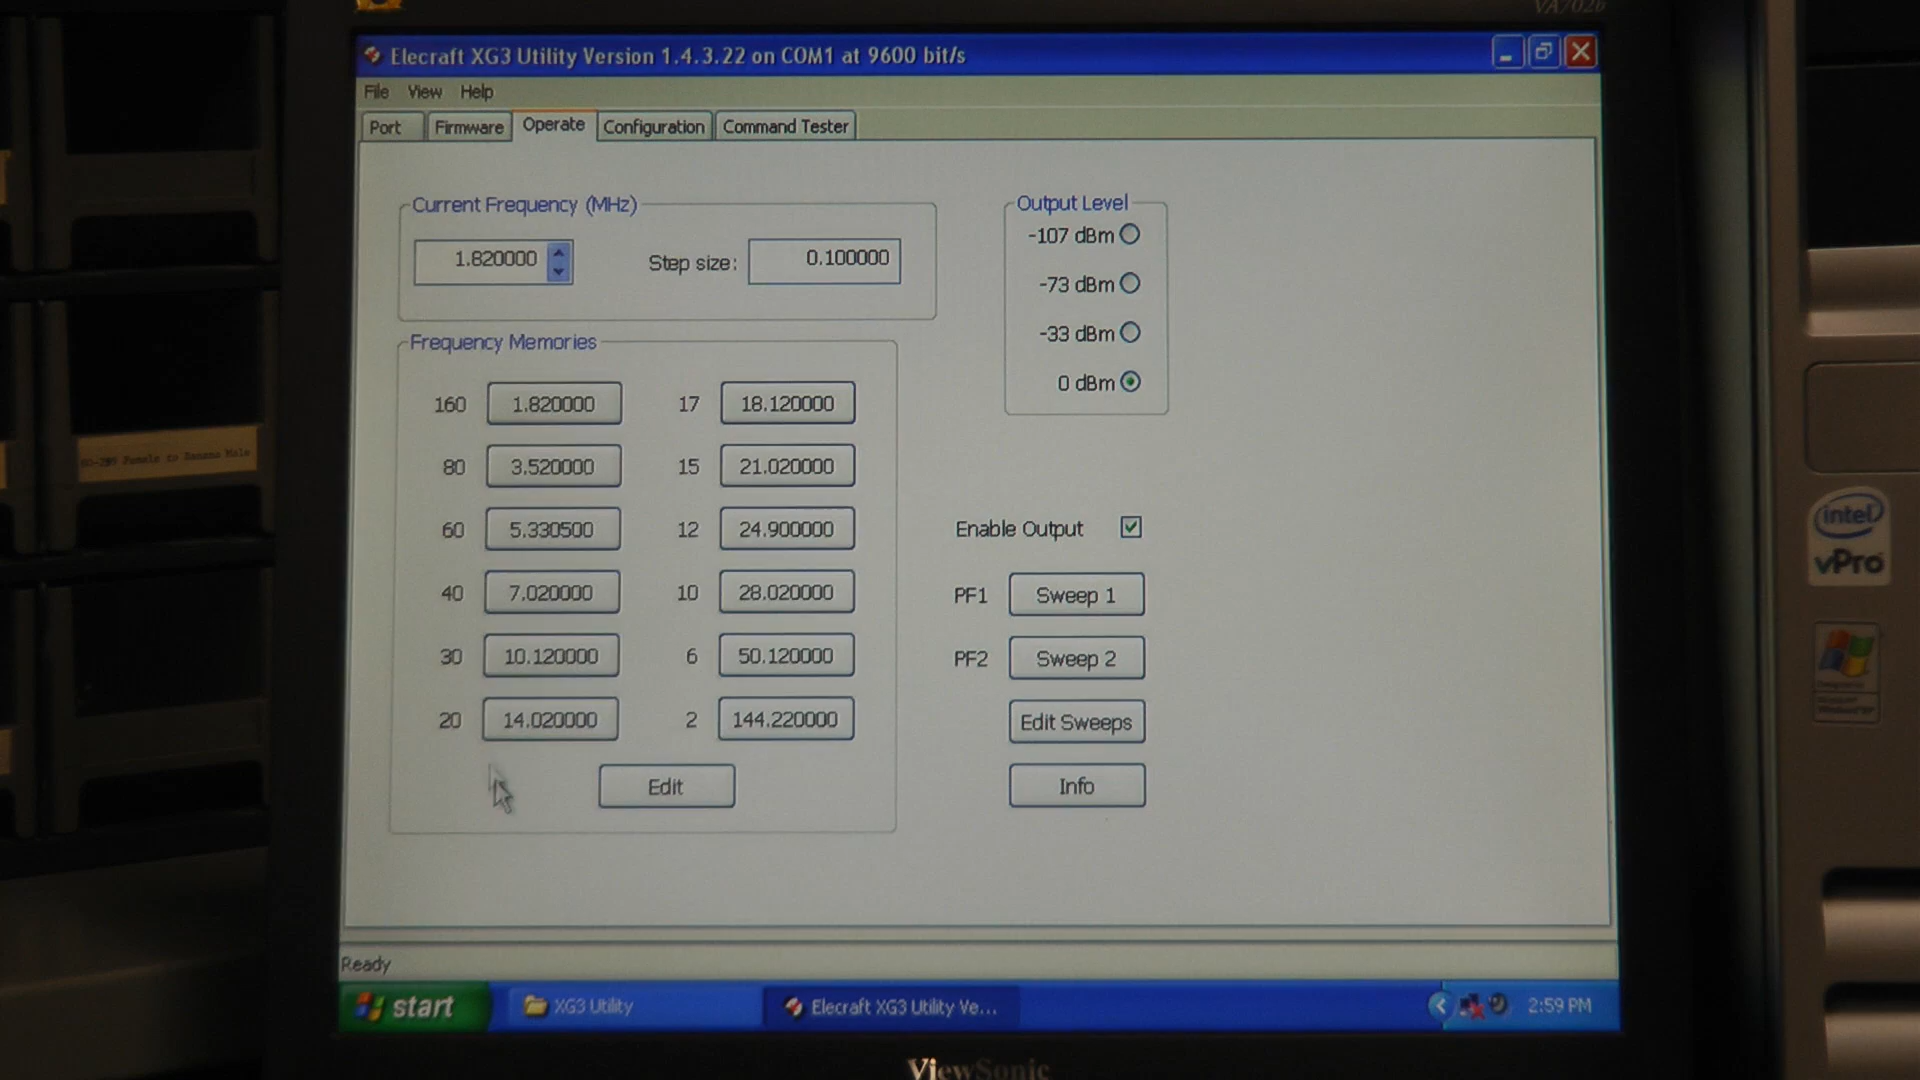 VA702b
Elecraft XG3 Utility Version 1.4.3.22 on COM1 at 9600 bit/s
File View Help
Port Firmware Operate Configuration Command Tester
Current Frequency (MHz)
1.820000 Step size: 0.100000
Output Level
-107 dBm
-73 dBm
-33 dBm
0 dBm
Frequency Memories
160 1.820000 17 18.120000
80 3.520000 15 21.020000
60 5.330500 12 24.900000
40 7.020000 10 28.020000
30 10.120000 6 50.120000
20 14.020000 2 144.220000
Edit
Enable Output
PF1 Sweep 1
PF2 Sweep 2
Edit Sweeps
Info
Ready
start XG3 Utility Elecraft XG3 Utility Ve... 2:59 PM
ViewSonic
Female to Banana Male
intel
vPro